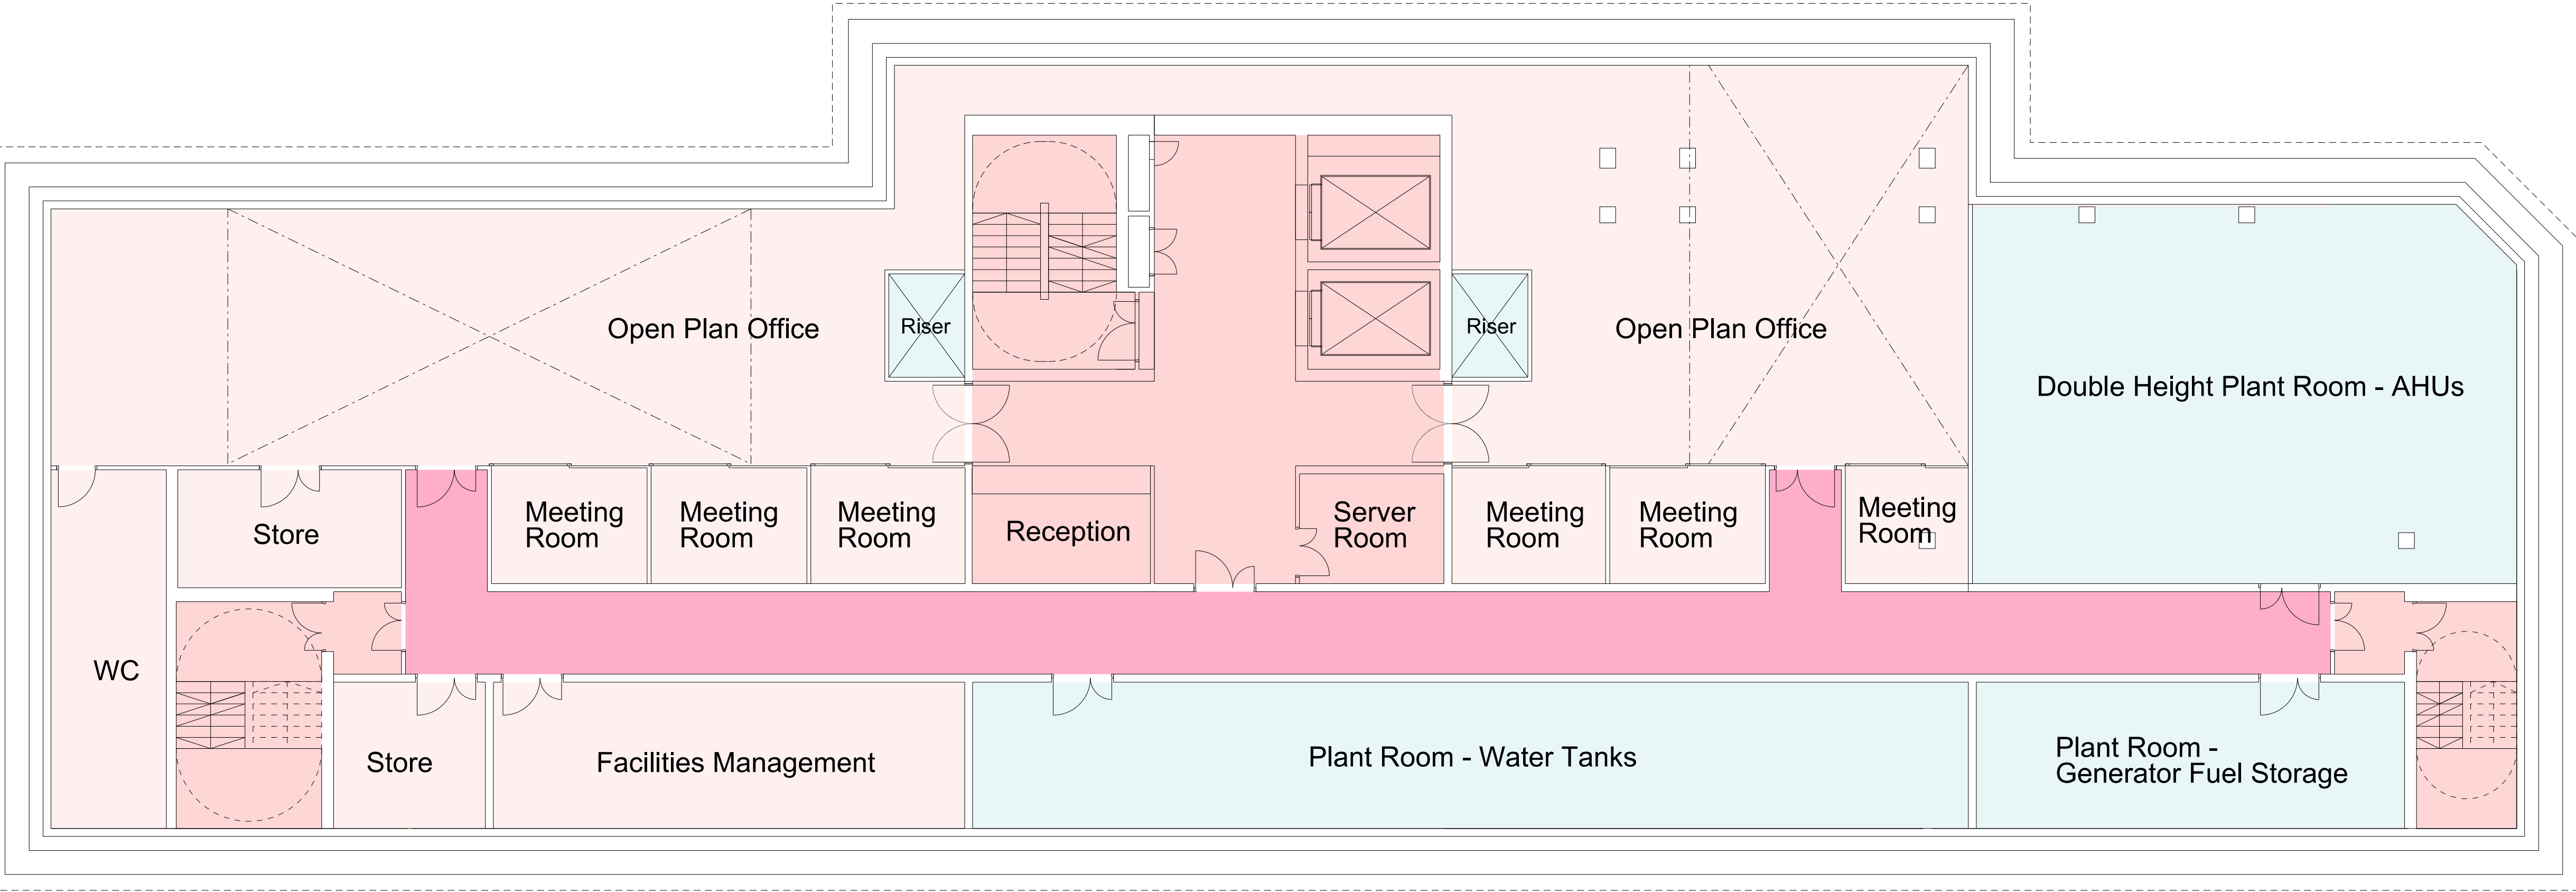 Open Plan Office
Riser
Riser
Open Plan Office
Double Height Plant Room - AHUs
Store
Meeting
Room
Meeting
Room
Meeting
Room
Reception
Server
Room
Meeting
Room
Meeting
Room
Meeting
Room
WC
Store
Facilities Management
Plant Room - Water Tanks
Plant Room -
Generator Fuel Storage